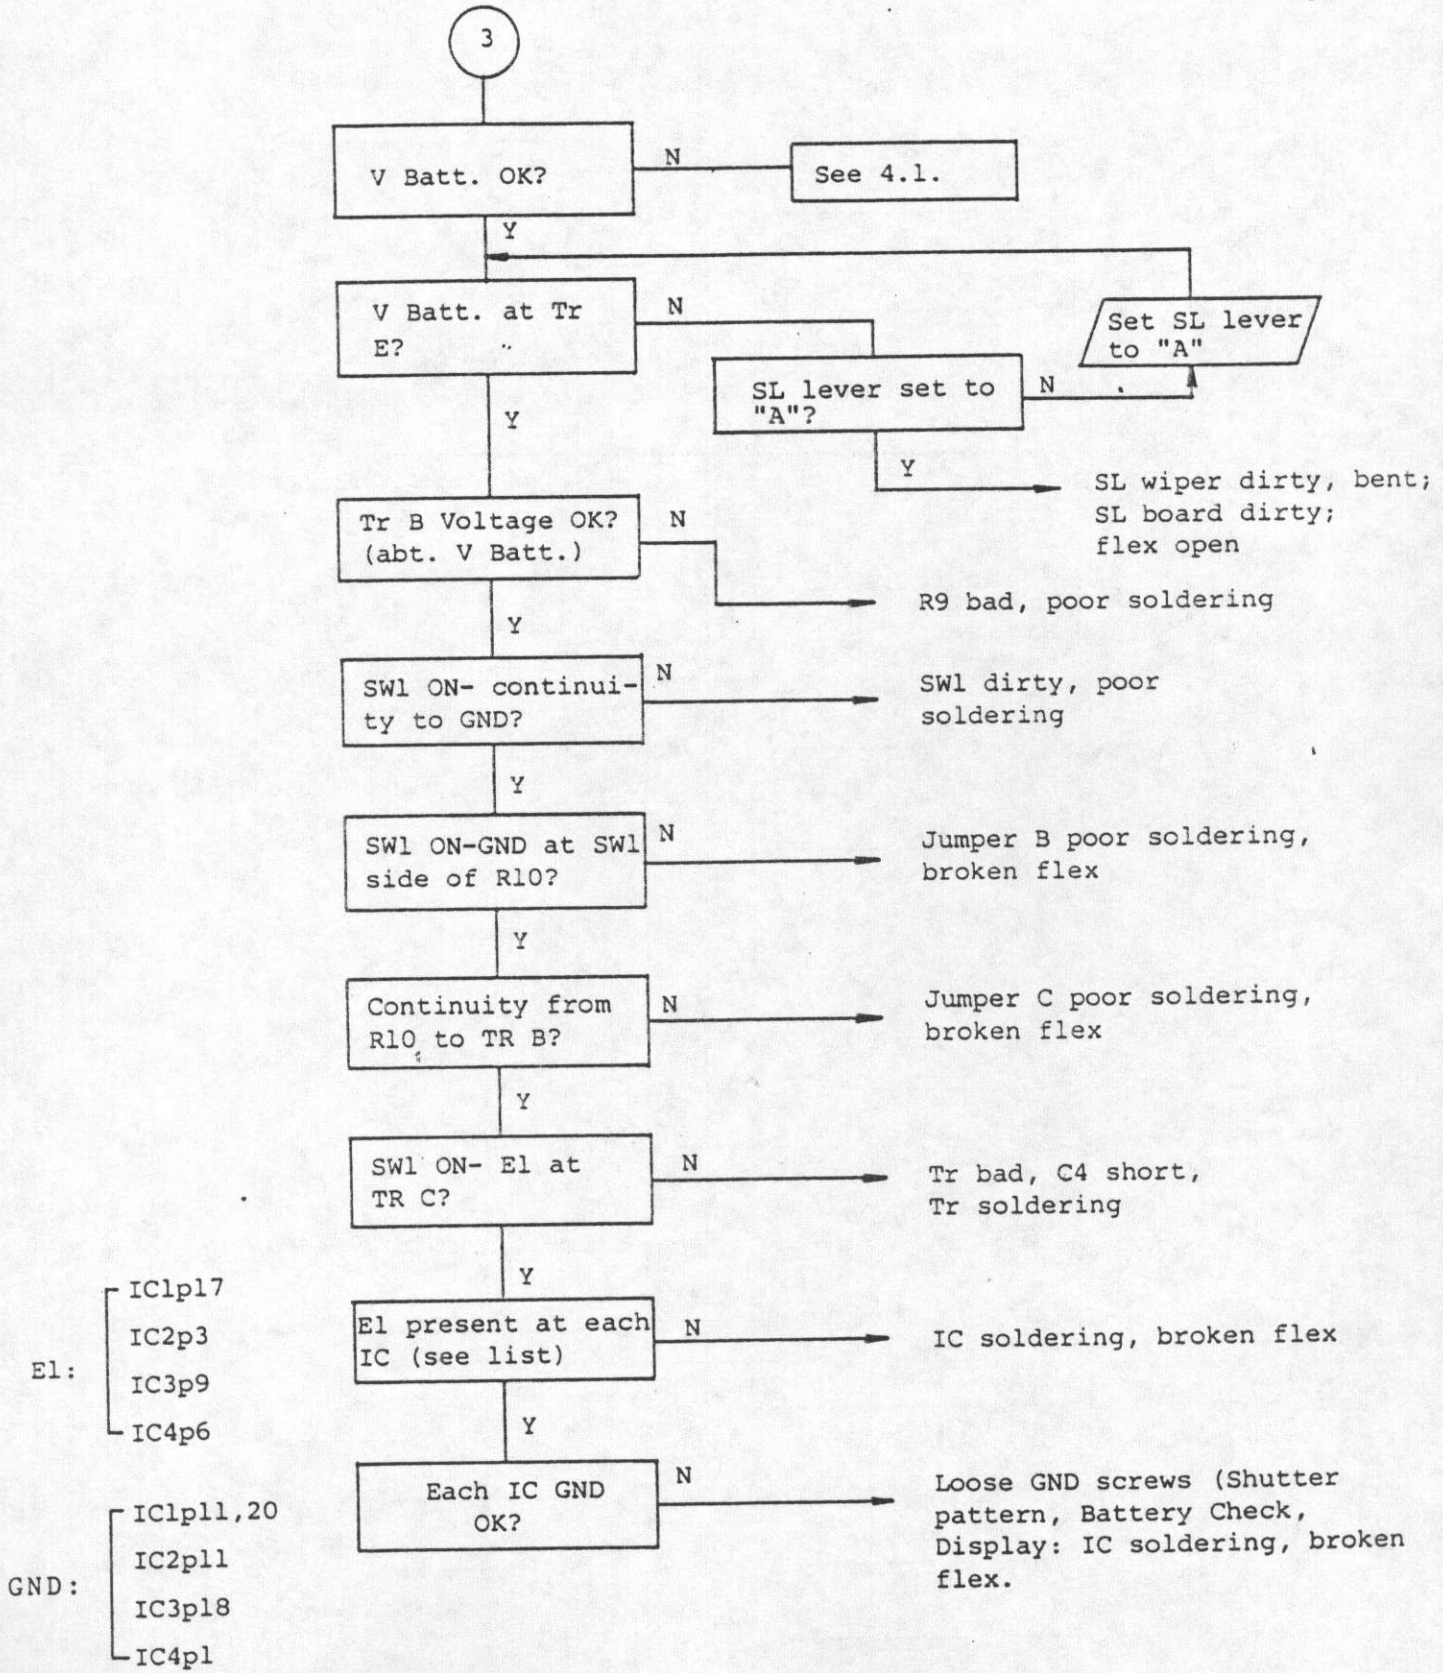 3
V Batt. OK?
N
See 4.1.
Y
V Batt. at Tr
E?
N
Set SL lever
to "A"
SL lever set to
"A"?
N
Y
Y
SL wiper dirty, bent;
SL board dirty;
flex open
Tr B Voltage OK?
(abt. V Batt.)
N
R9 bad, poor soldering
Y
SW1 ON- continui-
ty to GND?
N
SW1 dirty, poor
soldering
Y
SW1 ON-GND at SW1
side of R10?
N
Jumper B poor soldering,
broken flex
Y
Continuity from
R10 to TR B?
N
Jumper C poor soldering,
broken flex
Y
SW1 ON- E1 at
TR C?
N
Tr bad, C4 short,
Tr soldering
Y
E1 present at each
IC (see list)
N
IC soldering, broken flex
E1:
IC1p17
IC2p3
IC3p9
IC4p6
Y
Each IC GND
OK?
N
Loose GND screws (Shutter
pattern, Battery Check,
Display: IC soldering, broken
flex.
GND:
IC1p11,20
IC2p11
IC3p18
IC4p1